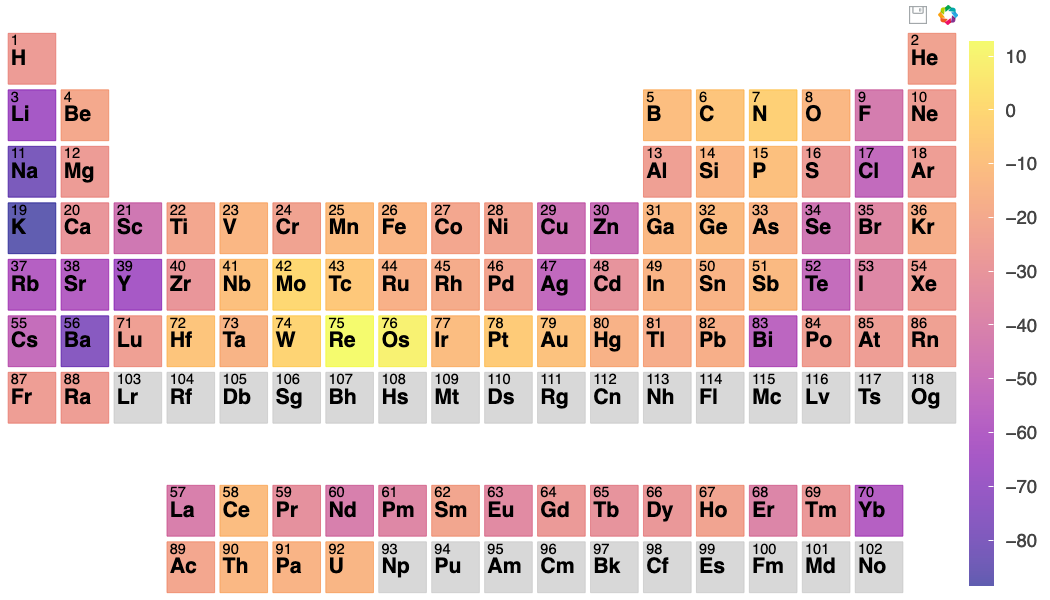 1 2
H He
3 4 5 6 7 8 9 10
Li Be B C N O F Ne
11 12 13 14 15 16 17 18
Na Mg Al Si P S Cl Ar
19 20 21 22 23 24 25 26 27 28 29 30 31 32 33 34 35 36
K Ca Sc Ti V Cr Mn Fe Co Ni Cu Zn Ga Ge As Se Br Kr
37 38 39 40 41 42 43 44 45 46 47 48 49 50 51 52 53 54
Rb Sr Y Zr Nb Mo Tc Ru Rh Pd Ag Cd In Sn Sb Te I Xe
55 56 71 72 73 74 75 76 77 78 79 80 81 82 83 84 85 86
Cs Ba Lu Hf Ta W Re Os Ir Pt Au Hg Tl Pb Bi Po At Rn
87 88 103 104 105 106 107 108 109 110 111 112 113 114 115 116 117 118
Fr Ra Lr Rf Db Sg Bh Hs Mt Ds Rg Cn Nh Fl Mc Lv Ts Og
57 58 59 60 61 62 63 64 65 66 67 68 69 70
La Ce Pr Nd Pm Sm Eu Gd Tb Dy Ho Er Tm Yb
89 90 91 92 93 94 95 96 97 98 99 100 101 102
Ac Th Pa U Np Pu Am Cm Bk Cf Es Fm Md No
10
0
−10
−20
−30
−40
−50
−60
−70
−80